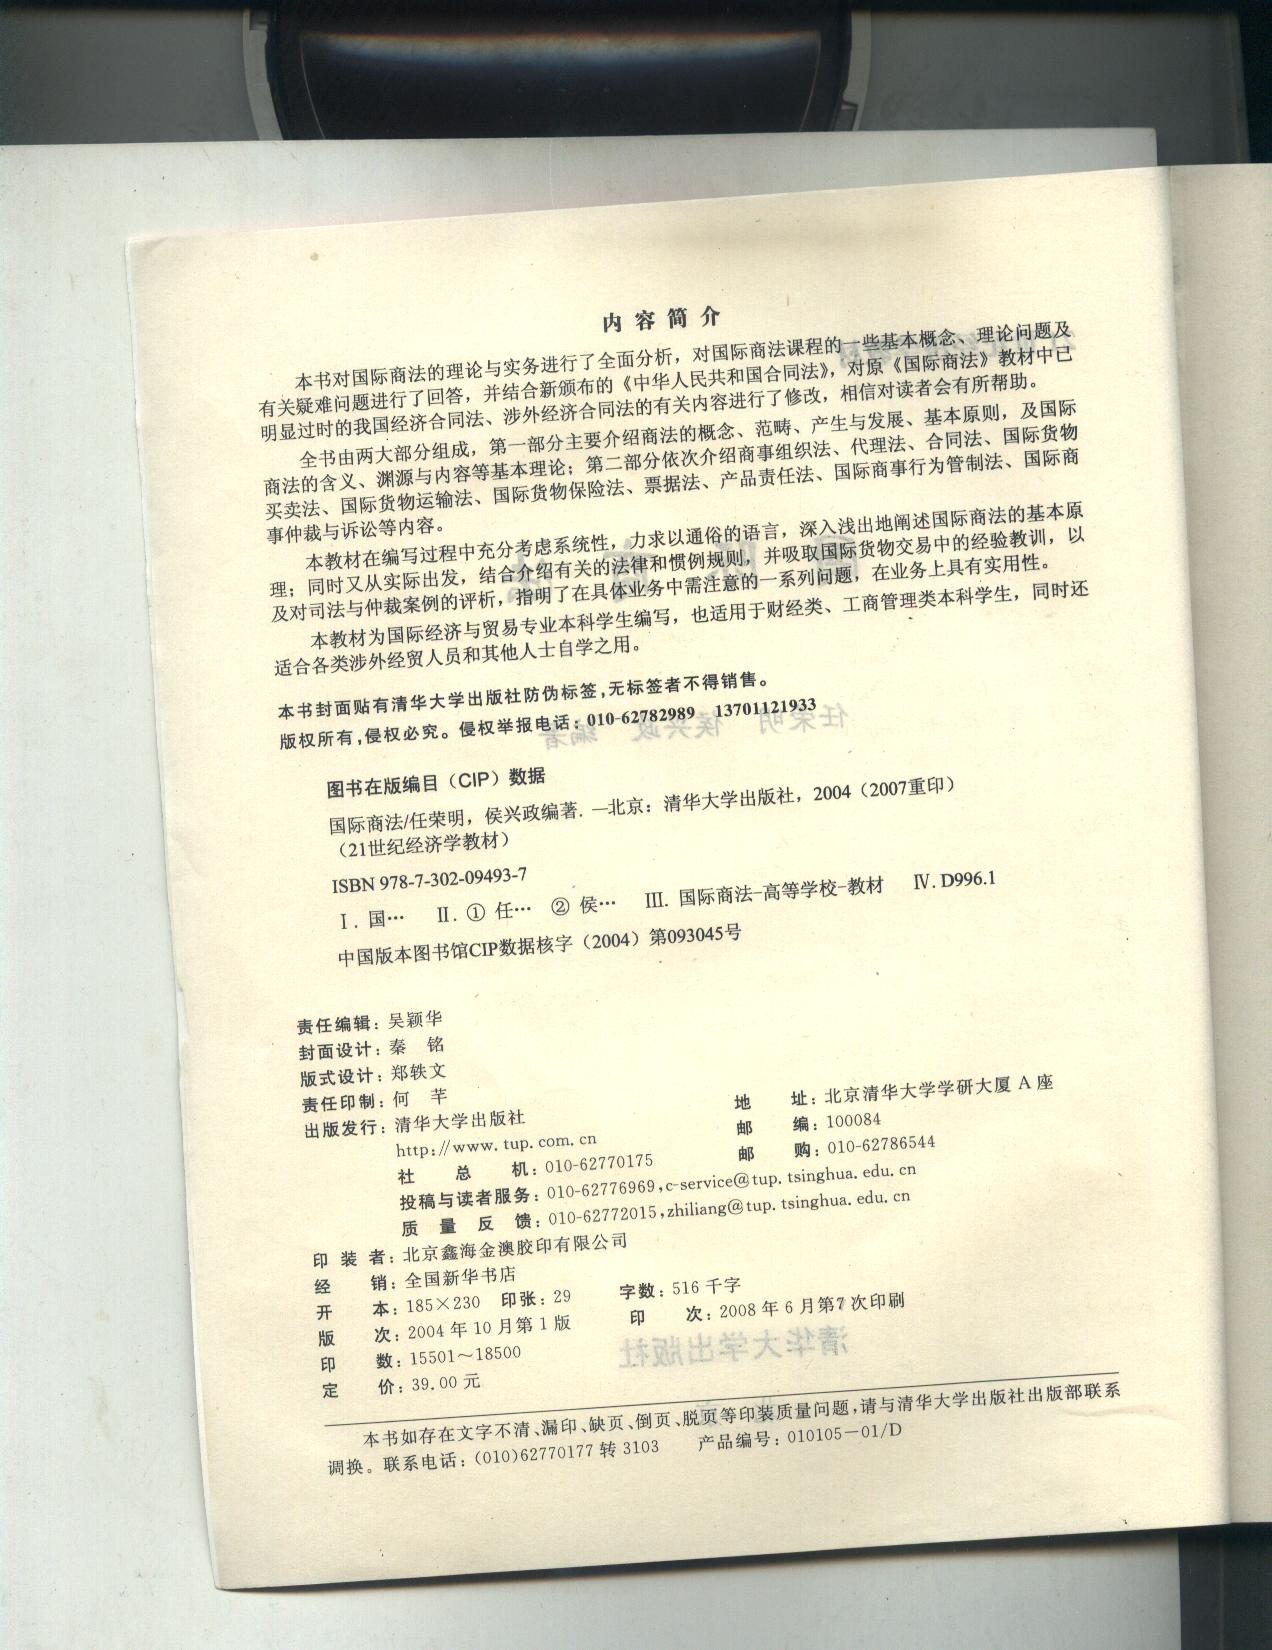 内容简介
本书对国际商法的理论与实务进行了全面分析，对国际商法课程的一些基本概念、理论问题及
有关疑难问题进行了回答，并结合新颁布的《中华人民共和国合同法》，对原《国际商法》教材中已
明显过时的我国经济合同法、涉外经济合同法的有关内容进行了修改，相信对读者会有所帮助。
全书由两大部分组成，第一部分主要介绍商法的概念、范畴、产生与发展、基本原则，及国际
商法的含义、渊源与内容等基本理论；第二部分依次介绍商事组织法、代理法、合同法、国际货物
买卖法、国际货物运输法、国际货物保险法、票据法、产品责任法、国际商事行为管制法、国际商
事仲裁与诉讼等内容。
本教材在编写过程中充分考虑系统性，力求以通俗的语言，深入浅出地阐述国际商法的基本原
理；同时又从实际出发，结合介绍有关的法律和惯例规则，并吸取国际货物交易中的经验教训，以
及对司法与仲裁案例的评析，指明了在具体业务中需注意的一系列问题，在业务上具有实用性。
本教材为国际经济与贸易专业本科学生编写，也适用于财经类、工商管理类本科学生，同时还
适合各类涉外经贸人员和其他人士自学之用。
本书封面贴有清华大学出版社防伪标签,无标签者不得销售。
版权所有,侵权必究。侵权举报电话：010-62782989 13701121933
图书在版编目（CIP）数据
国际商法/任荣明，侯兴政编著. —北京：清华大学出版社，2004（2007重印）
（21世纪经济学教材）
ISBN 978-7-302-09493-7
Ⅰ. 国… Ⅱ. ① 任… ② 侯… Ⅲ. 国际商法-高等学校-教材 Ⅳ. D996.1
中国版本图书馆CIP数据核字（2004）第093045号
责任编辑：吴颖华
封面设计：秦 铭
版式设计：郑轶文
责任印制：何 芊
出版发行：清华大学出版社 地 址：北京清华大学学研大厦 A 座
http://www.tup.com.cn 邮 编：100084
社 总 机：010-62770175 邮 购：010-62786544
投稿与读者服务：010-62776969,c-service@tup.tsinghua.edu.cn
质 量 反 馈：010-62772015,zhiliang@tup.tsinghua.edu.cn
印 装 者：北京鑫海金澳胶印有限公司
经 销：全国新华书店
开 本：185×230 印张：29 字数：516 千字
版 次：2004 年 10 月第 1 版 印 次：2008 年 6 月第 7 次印刷
印 数：15501～18500
定 价：39.00 元
本书如存在文字不清、漏印、缺页、倒页、脱页等印装质量问题,请与清华大学出版社出版部联系
调换。联系电话：(010)62770177 转 3103 产品编号：010105－01/D